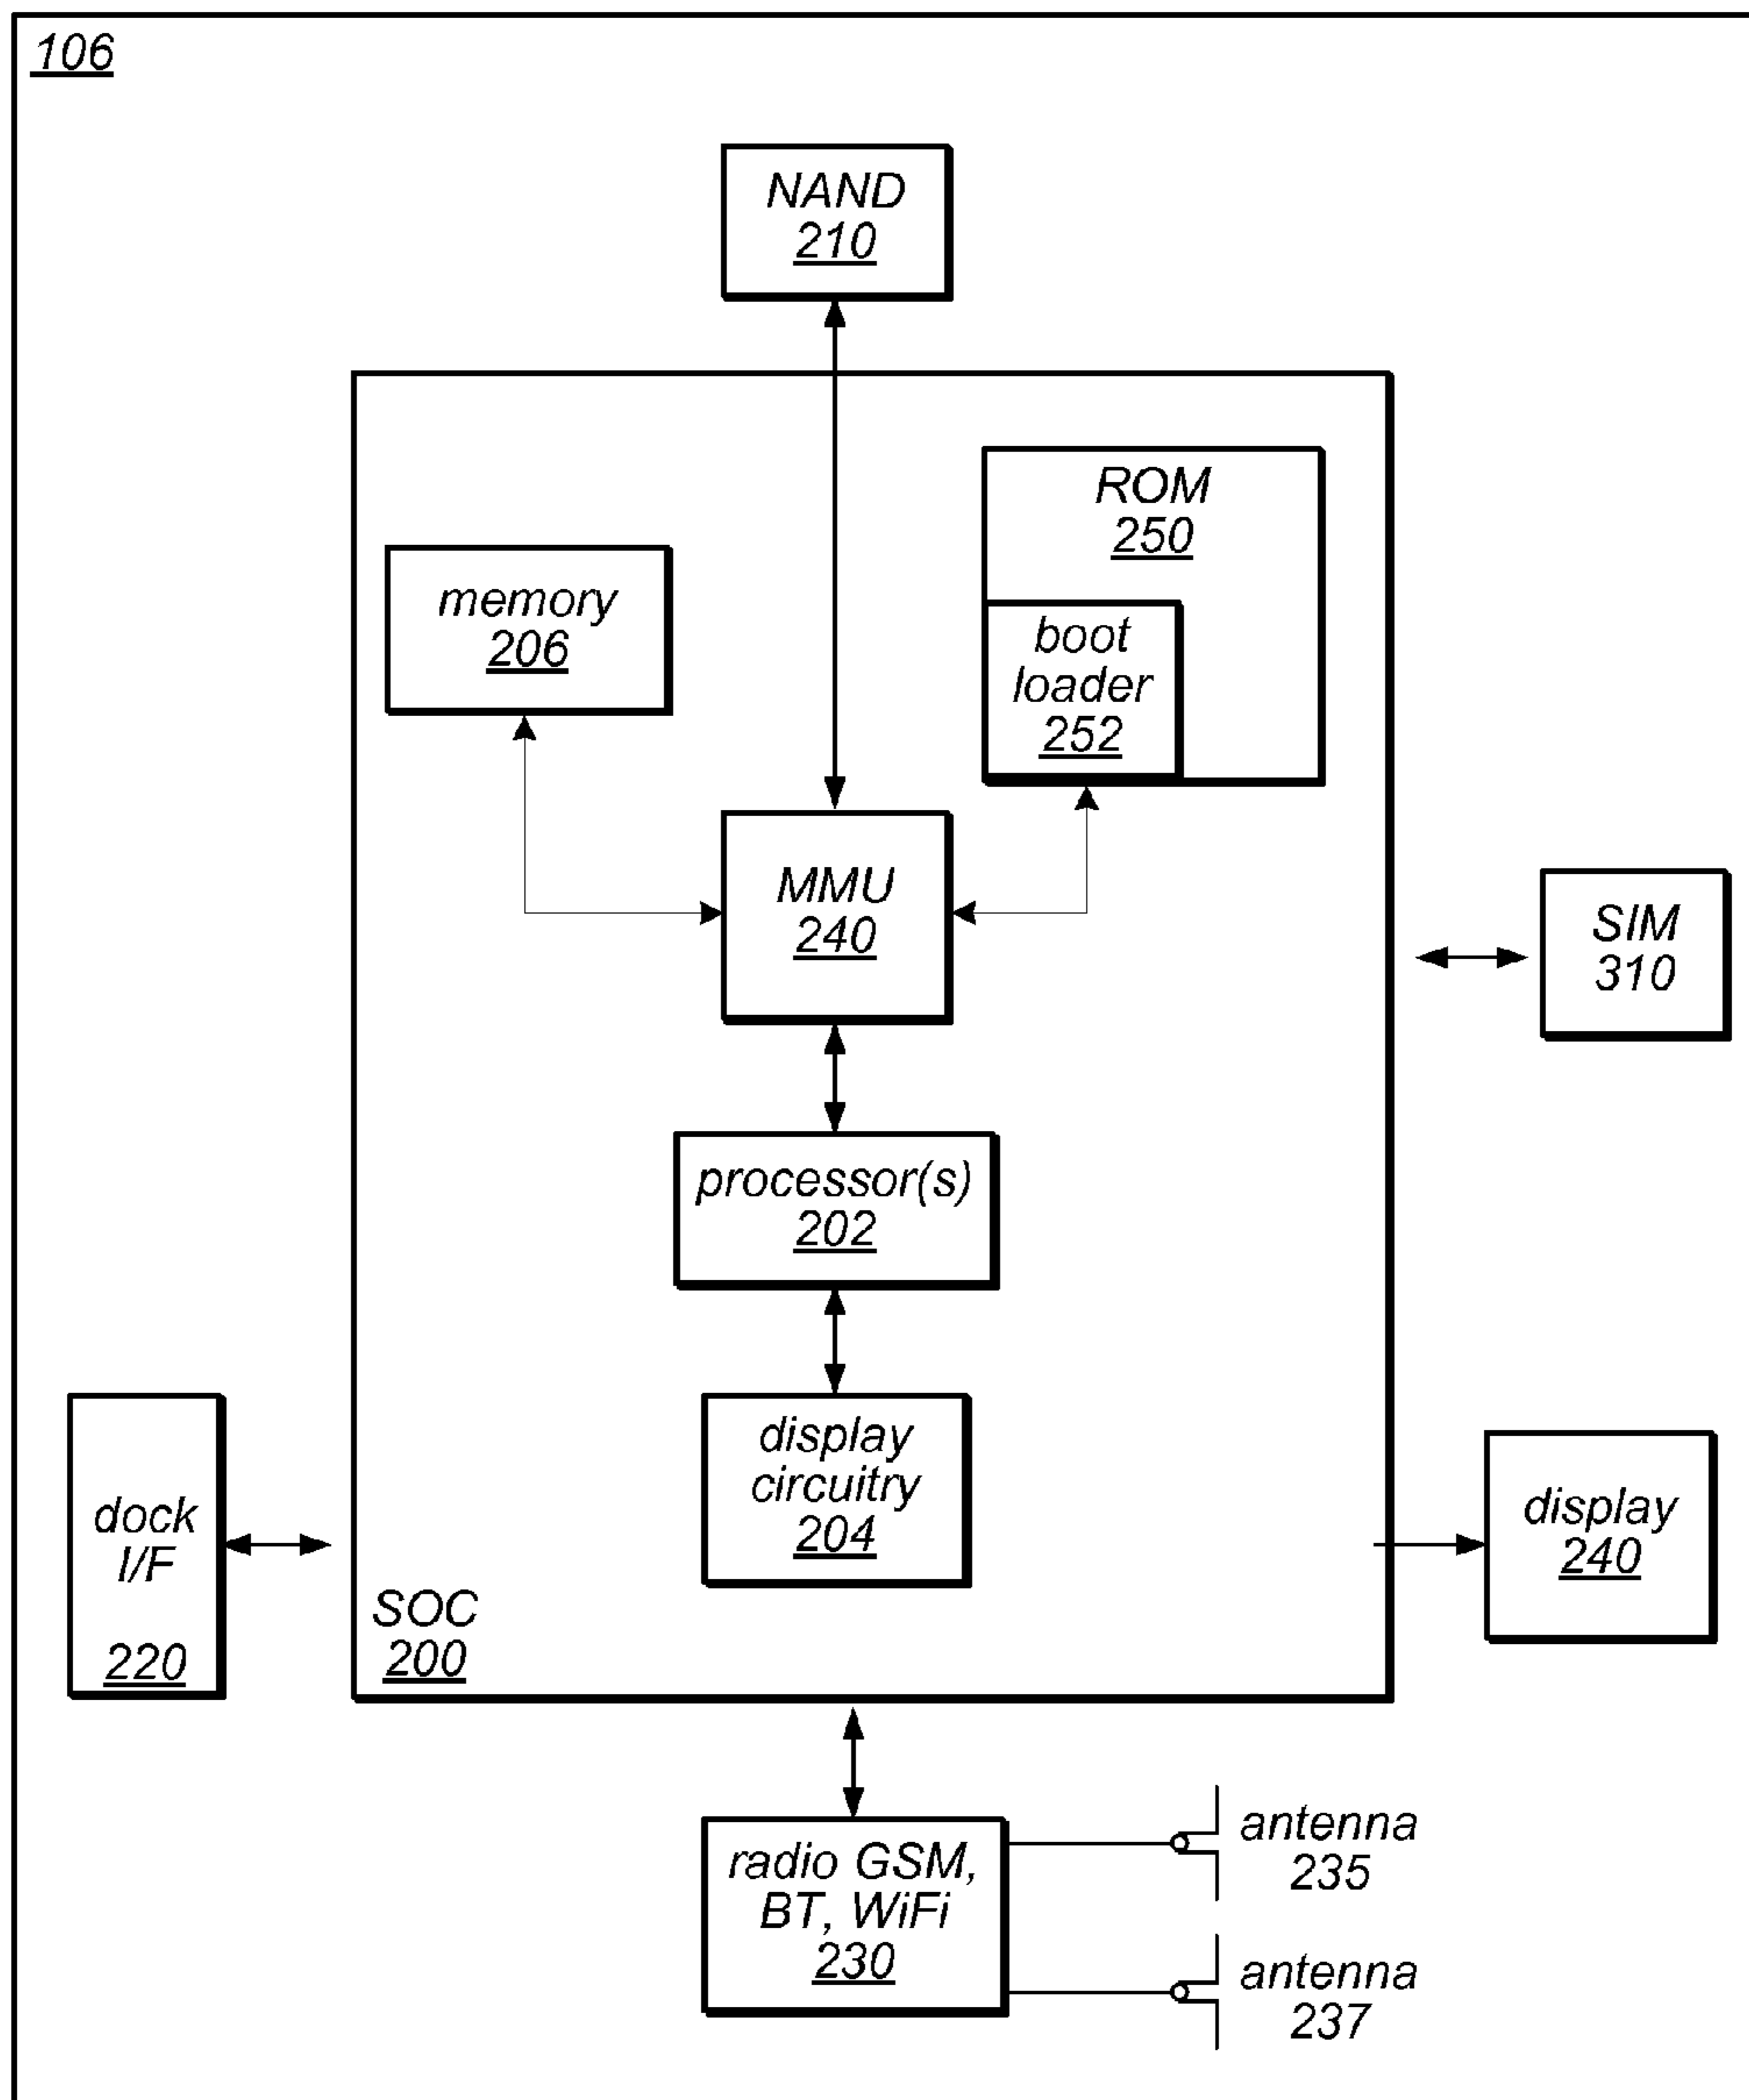 106
NAND
210
ROM
250
memory
206
boot
loader
252
MMU
240
SIM
310
processor(s)
202
display
circuitry
204
dock
I/F
220
display
240
SOC
200
radio GSM,
BT, WiFi
230
antenna
235
antenna
237